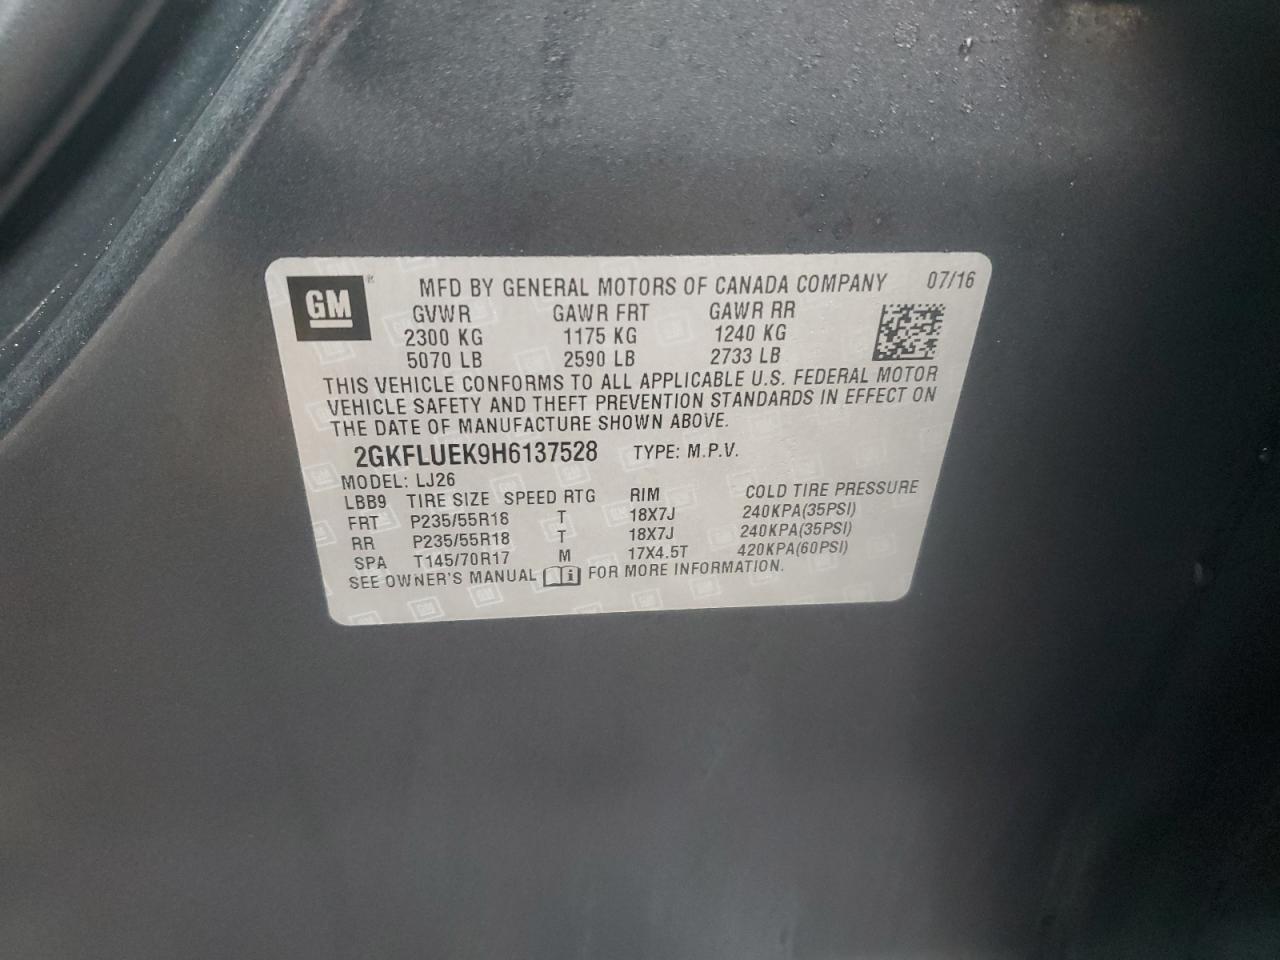 GM ® MFD BY GENERAL MOTORS OF CANADA COMPANY 07/16
GVWR GAWR FRT GAWR RR
2300 KG 1175 KG 1240 KG
5070 LB 2590 LB 2733 LB
THIS VEHICLE CONFORMS TO ALL APPLICABLE U.S. FEDERAL MOTOR
VEHICLE SAFETY AND THEFT PREVENTION STANDARDS IN EFFECT ON
THE DATE OF MANUFACTURE SHOWN ABOVE.
2GKFLUEK9H6137528 TYPE: M.P.V.
MODEL: LJ26
LBB9 TIRE SIZE SPEED RTG RIM COLD TIRE PRESSURE
FRT P235/55R18 T 18X7J 240KPA(35PSI)
RR P235/55R18 T 18X7J 240KPA(35PSI)
SPA T145/70R17 M 17X4.5T 420KPA(60PSI)
SEE OWNER'S MANUAL FOR MORE INFORMATION.